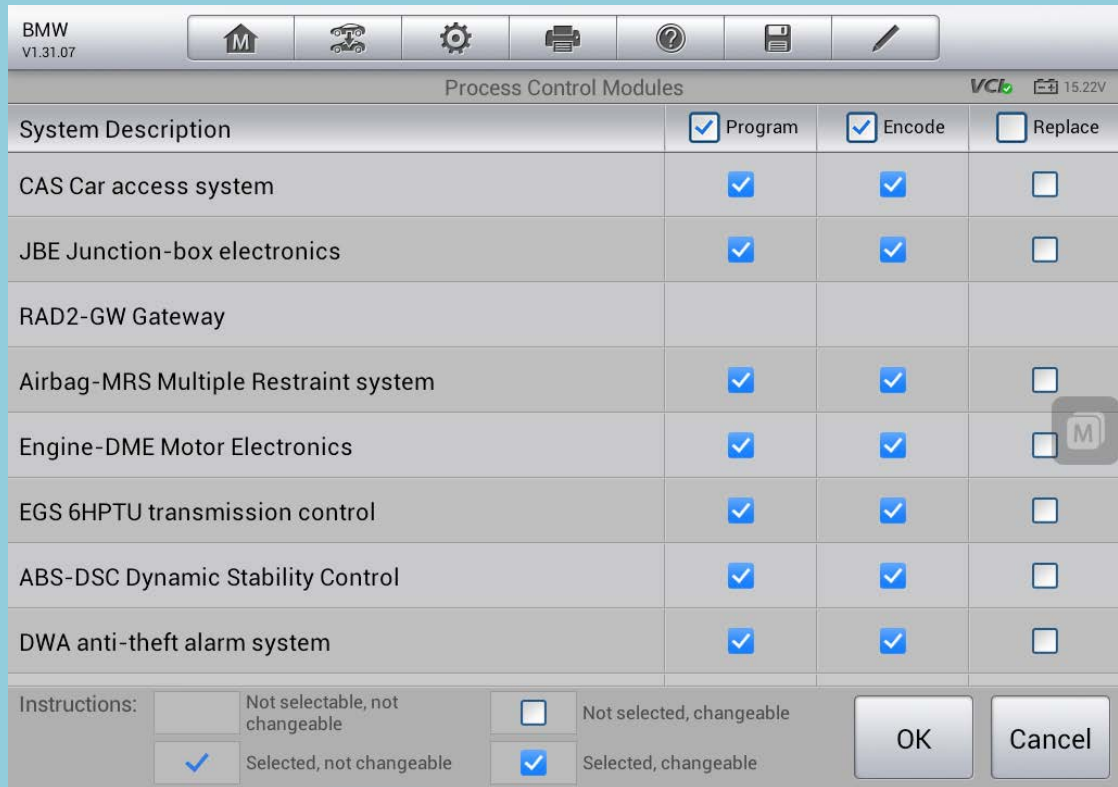 BMW
V1.31.07
M
Process Control Modules
VCI 15.22V
System Description Program Encode Replace
CAS Car access system
JBE Junction-box electronics
RAD2-GW Gateway
Airbag-MRS Multiple Restraint system
M
Engine-DME Motor Electronics
EGS 6HPTU transmission control
ABS-DSC Dynamic Stability Control
DWA anti-theft alarm system
Instructions:
Not selectable, not
changeable
Not selected, changeable
Selected, not changeable
Selected, changeable
OK
Cancel